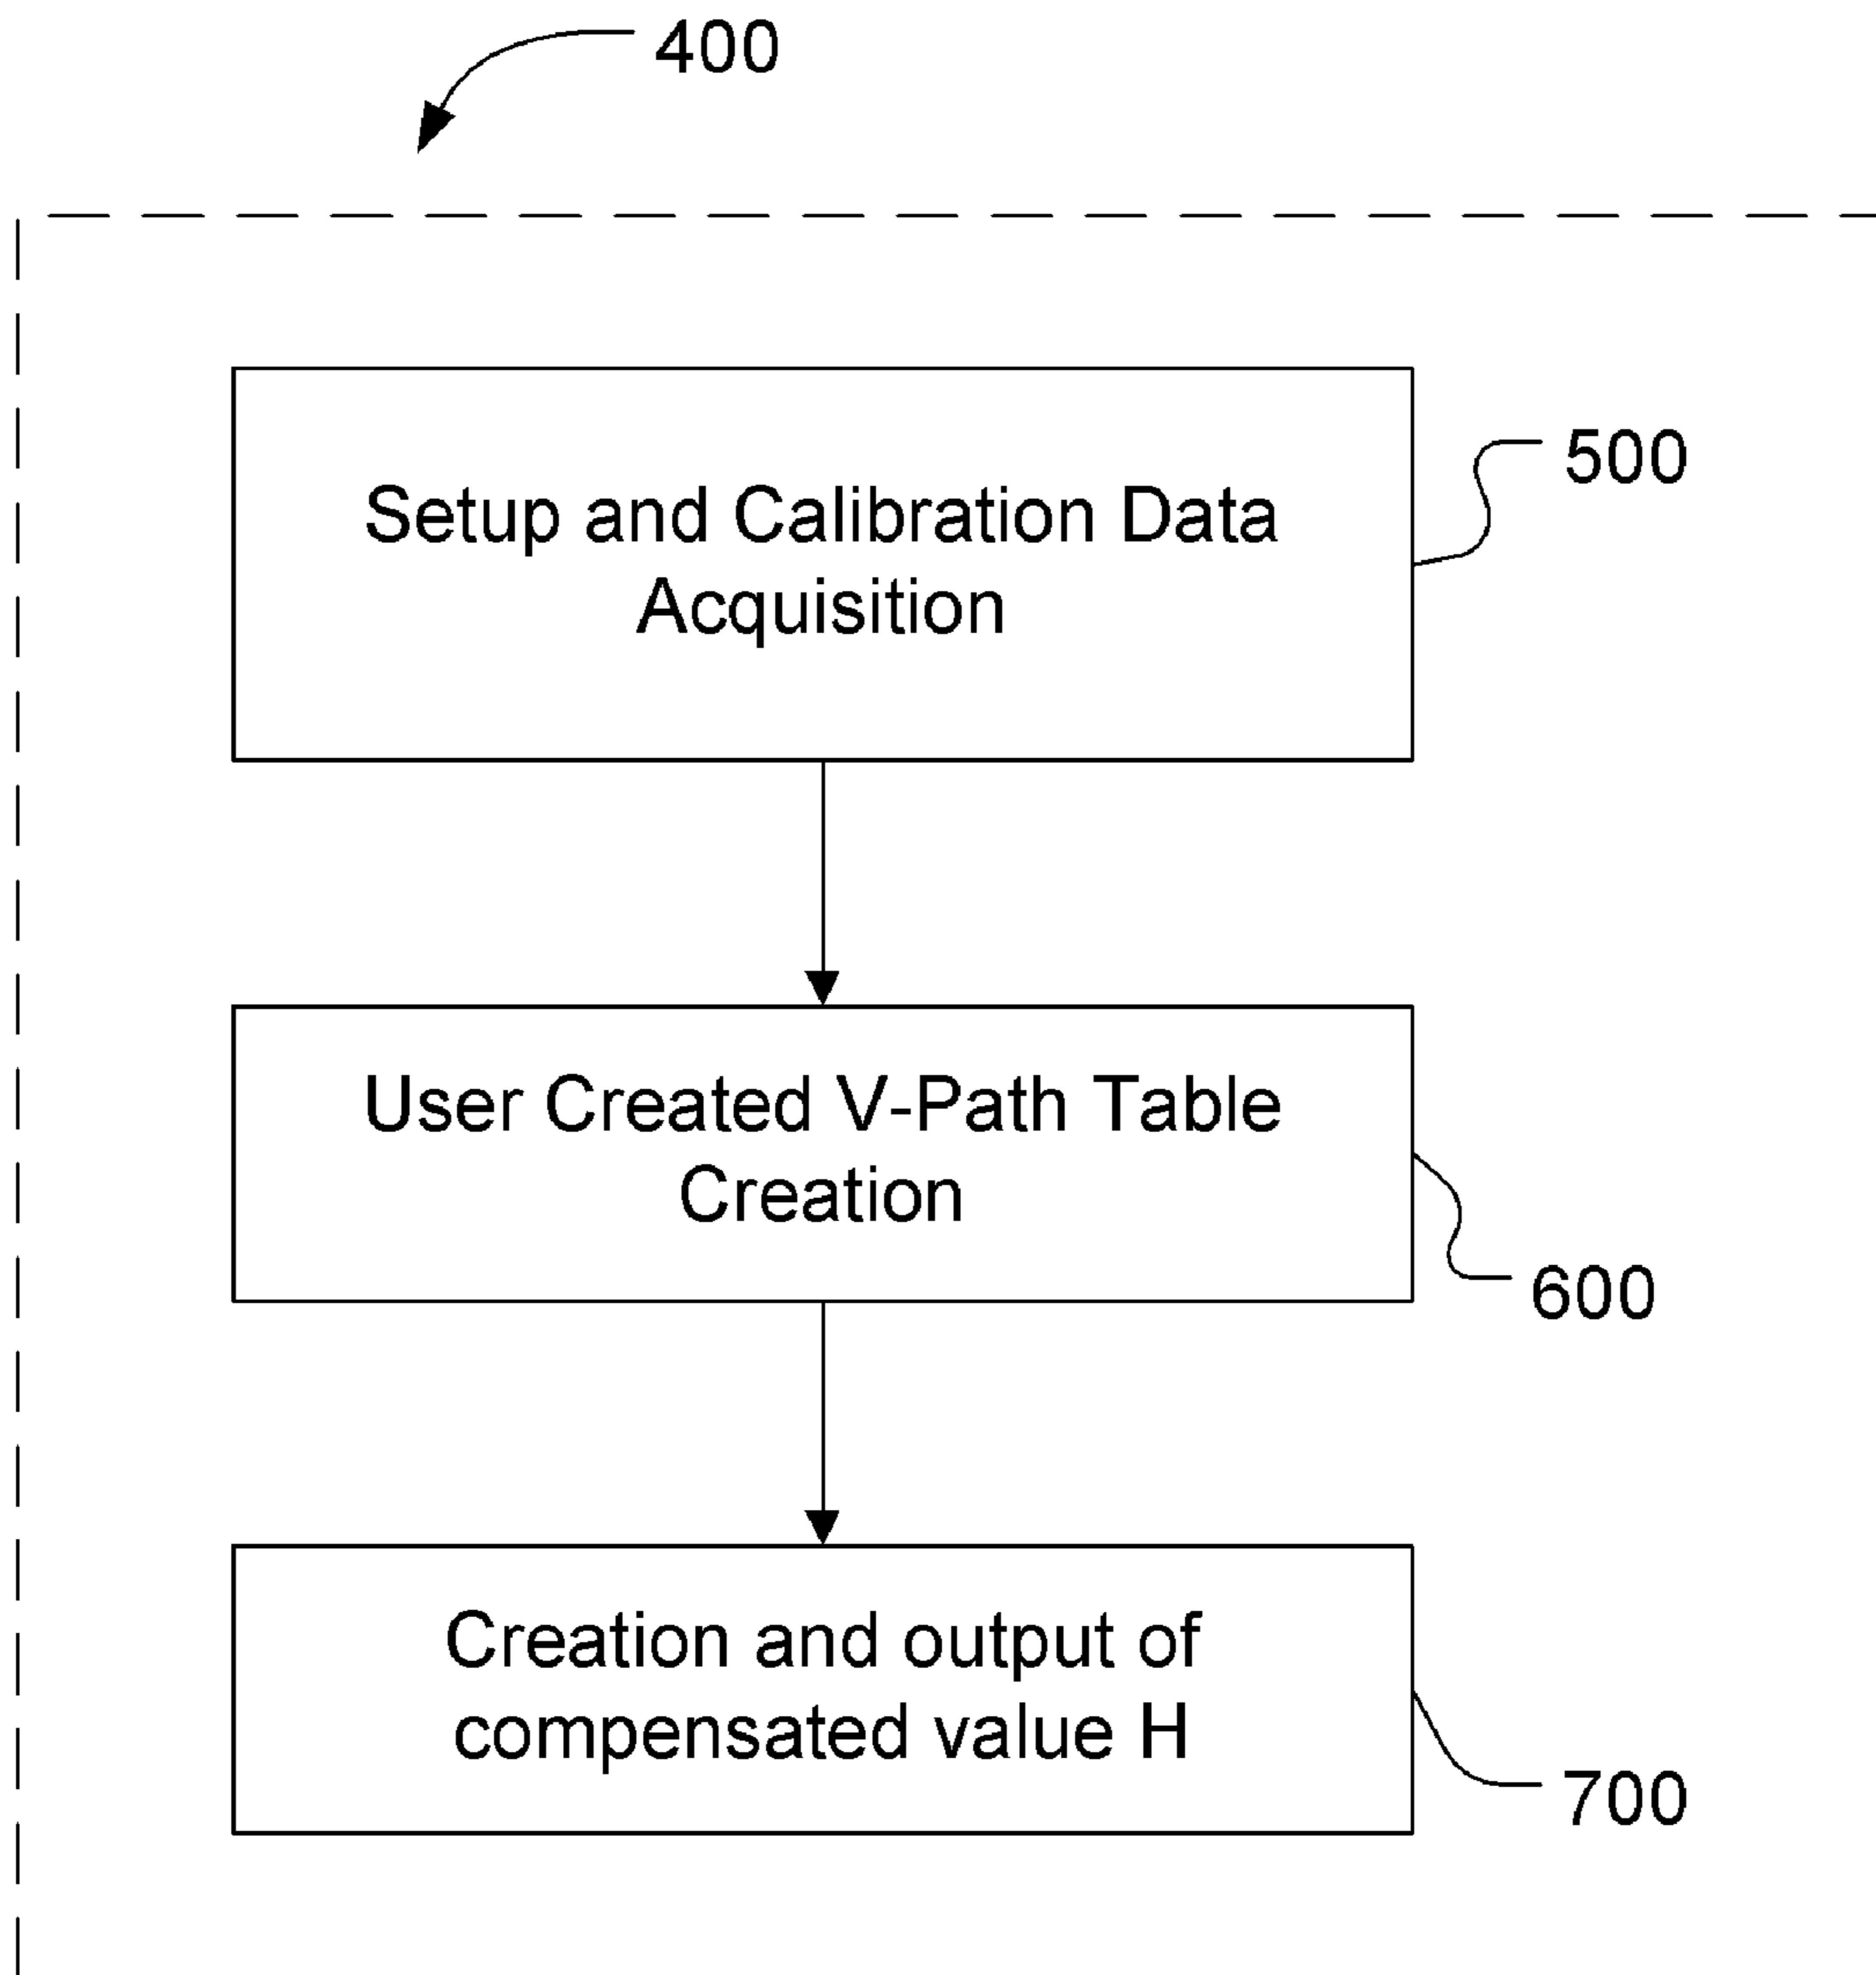 400
Setup and Calibration Data
Acquisition
500
User Created V-Path Table
Creation
600
Creation and output of
compensated value H
700